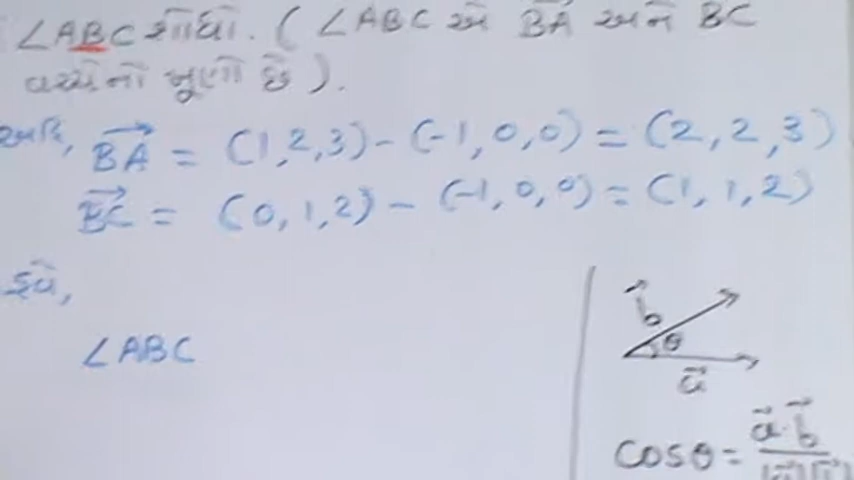 ∠ABC શોધો. ( ∠ABC એ BA અને BC
વચ્ચેનો ખૂણો છે ).
અહીં, BA = (1,2,3) - (-1,0,0) = (2,2,3)
BC = (0,1,2) - (-1,0,0) = (1,1,2)
હવે,
∠ABC
b
θ
a
cosθ = a·b